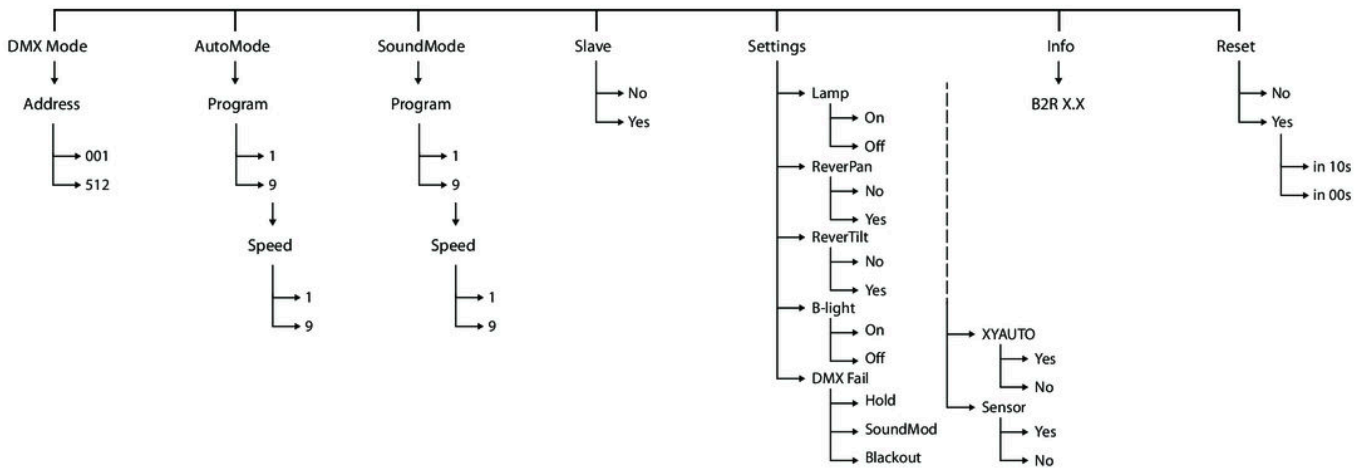 DMX Mode
Address
001
512
AutoMode
Program
1
9
Speed
1
9
SoundMode
Program
1
9
Speed
1
9
Slave
No
Yes
Settings
Lamp
On
Off
ReverPan
No
Yes
ReverTilt
No
Yes
B-light
On
Off
DMX Fail
Hold
SoundMod
Blackout
XYAUTO
Yes
No
Sensor
Yes
No
Info
B2R X.X
Reset
No
Yes
in 10s
in 00s